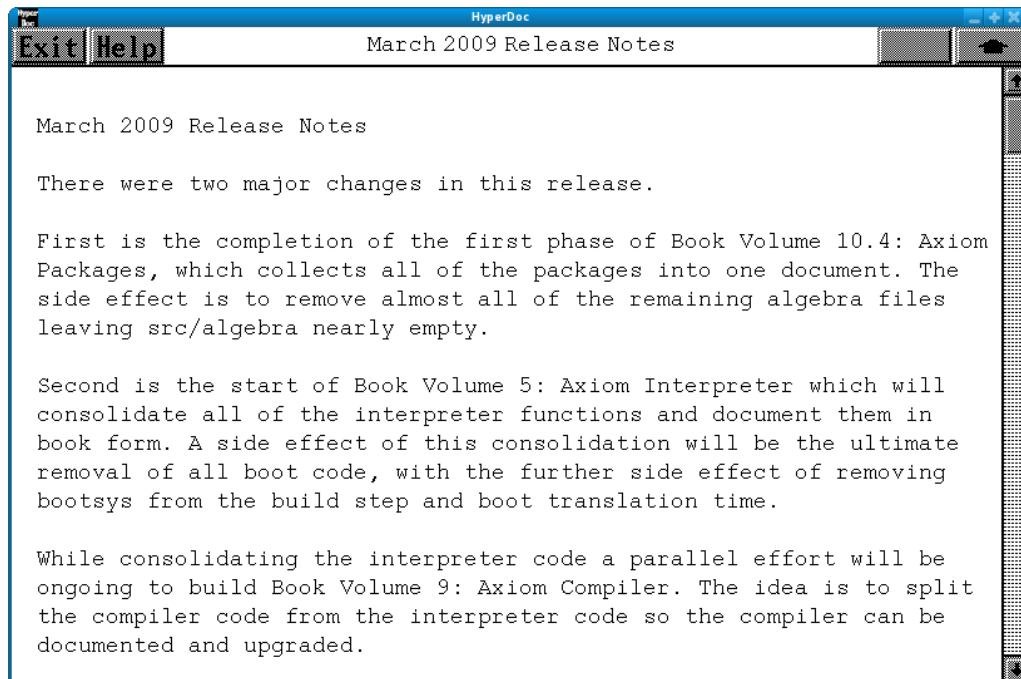 HyperDoc
Hyper
Doc
Exit Help March 2009 Release Notes
March 2009 Release Notes
There were two major changes in this release.
First is the completion of the first phase of Book Volume 10.4: Axiom
Packages, which collects all of the packages into one document. The
side effect is to remove almost all of the remaining algebra files
leaving src/algebra nearly empty.
Second is the start of Book Volume 5: Axiom Interpreter which will
consolidate all of the interpreter functions and document them in
book form. A side effect of this consolidation will be the ultimate
removal of all boot code, with the further side effect of removing
bootsys from the build step and boot translation time.
While consolidating the interpreter code a parallel effort will be
ongoing to build Book Volume 9: Axiom Compiler. The idea is to split
the compiler code from the interpreter code so the compiler can be
documented and upgraded.